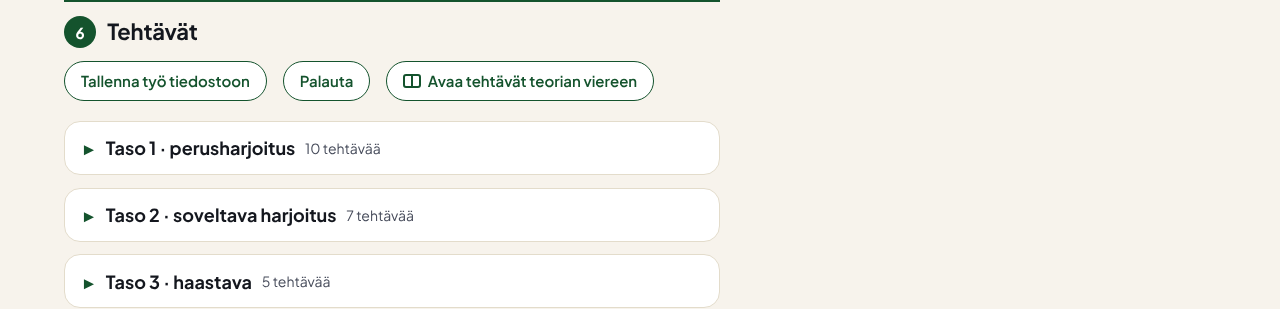 6 Tehtävät
Tallenna työ tiedostoon Palauta Avaa tehtävät teorian viereen
▶ Taso 1 · perusharjoitus 10 tehtävää
▶ Taso 2 · soveltava harjoitus 7 tehtävää
▶ Taso 3 · haastava 5 tehtävää